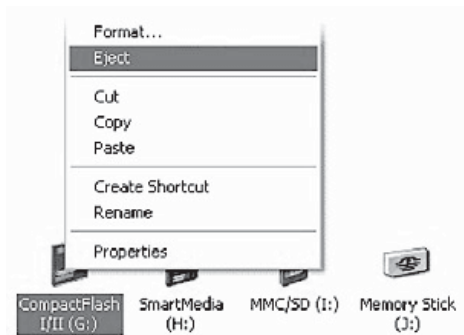 Format...
Eject
Cut
Copy
Paste
Create Shortcut
Rename
Properties
CompactFlash
I/II (G:)
SmartMedia
(H:)
MMC/SD (I:)
Memory Stick
(J:)